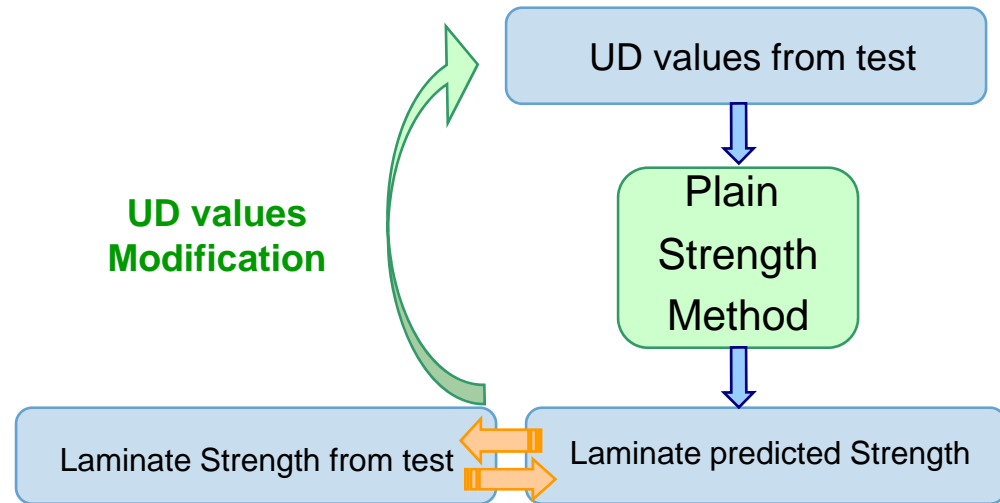 UD values from test
Plain
Strength
Method
UD values
Modification
Laminate Strength from test
Laminate predicted Strength